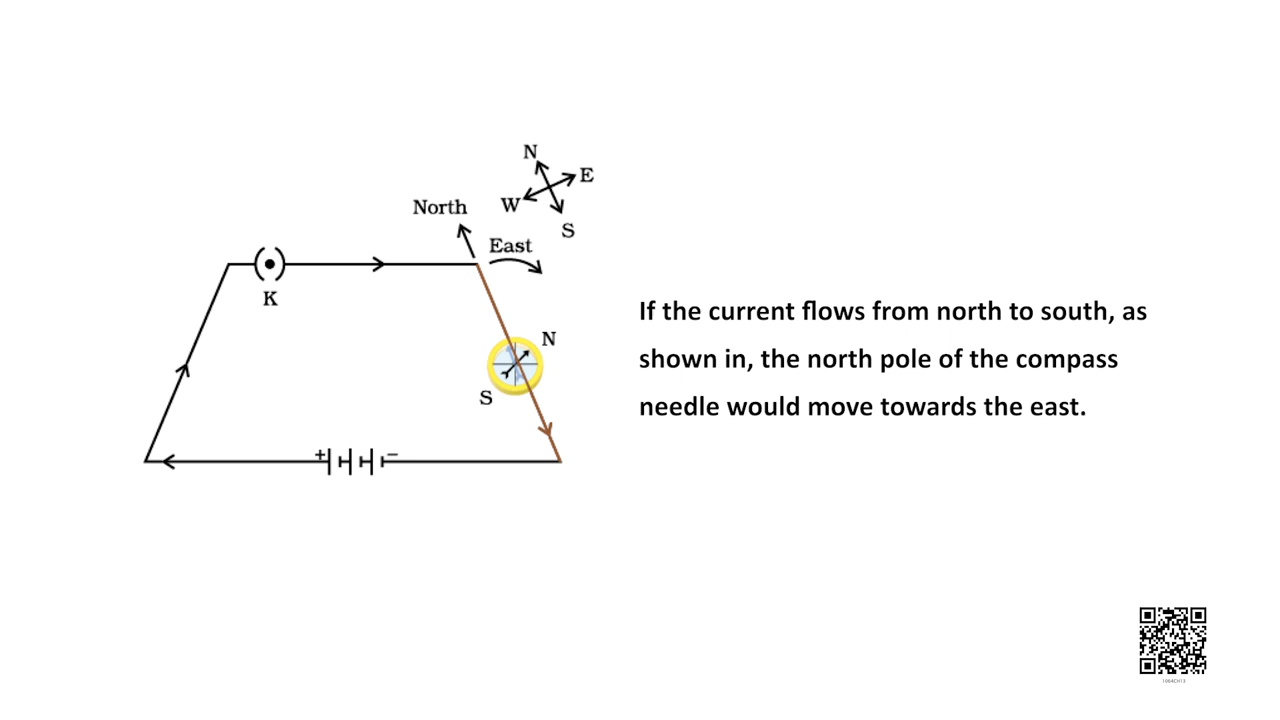 N
E
W
S
North
East
K
N
S
+
−
If the current flows from north to south, as
shown in, the north pole of the compass
needle would move towards the east.
1064CH13